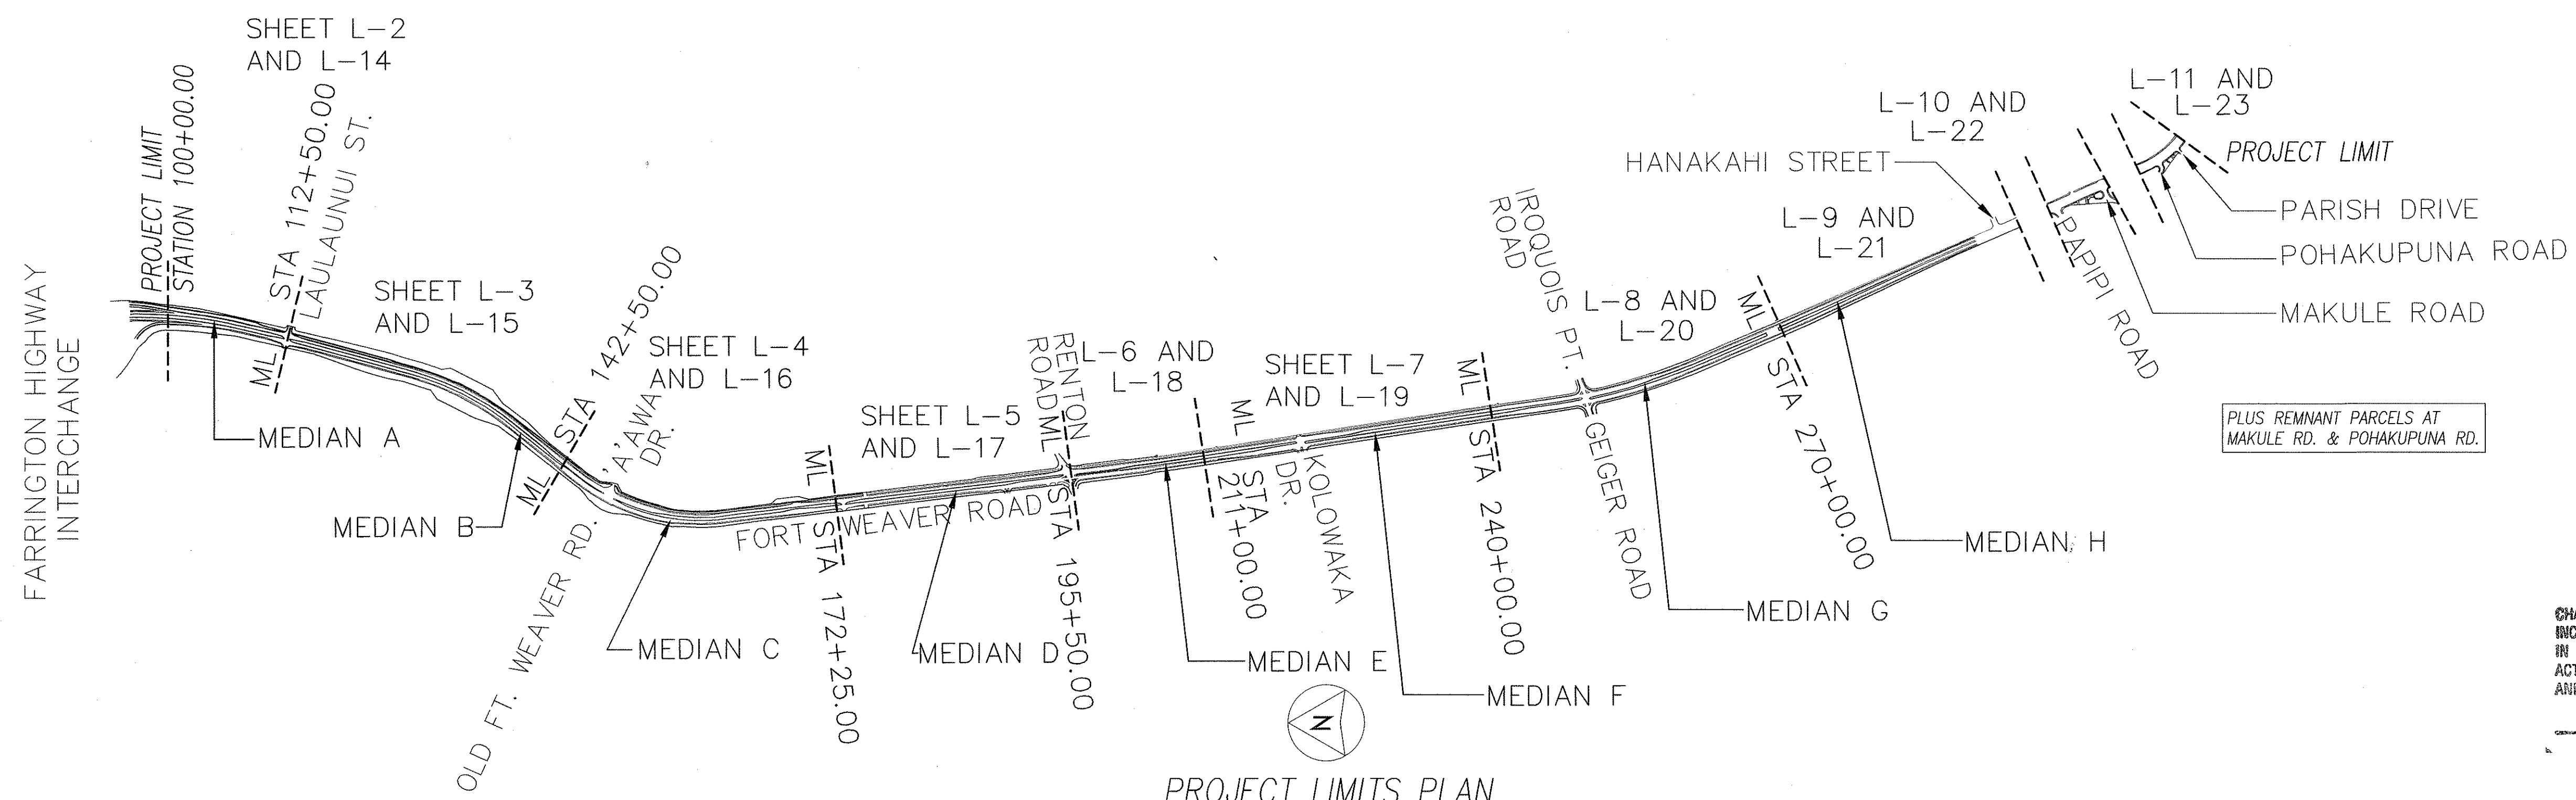 SHEET L-2
AND L-14
PROJECT LIMIT
STATION 100+00.00
STA 112+50.00
ML
LAULAUNUI ST.
FARRINGTON HIGHWAY
INTERCHANGE
MEDIAN A
SHEET L-3
AND L-15
MEDIAN B
STA 142+50.00
ML
'A'AWA
DR.
OLD FT. WEAVER RD.
SHEET L-4
AND L-16
MEDIAN C
FORT WEAVER ROAD
ML
STA 172+25.00
SHEET L-5
AND L-17
MEDIAN D
RENTON
ROAD
ML
STA 195+50.00
L-6 AND
L-18
MEDIAN E
ML
STA
211+00.00
SHEET L-7
AND L-19
KOLOWAKA
DR.
MEDIAN F
ML
STA 240+00.00
IROQUOIS PT.
ROAD
GEIGER ROAD
L-8 AND
L-20
MEDIAN G
ML
STA 270+00.00
L-9 AND
L-21
MEDIAN H
HANAKAHI STREET
L-10 AND
L-22
PAPIPI ROAD
L-11 AND
L-23
PROJECT LIMIT
PARISH DRIVE
POHAKUPUNA ROAD
MAKULE ROAD
PLUS REMNANT PARCELS AT
MAKULE RD. & POHAKUPUNA RD.
N
PROJECT LIMITS PLAN
IN